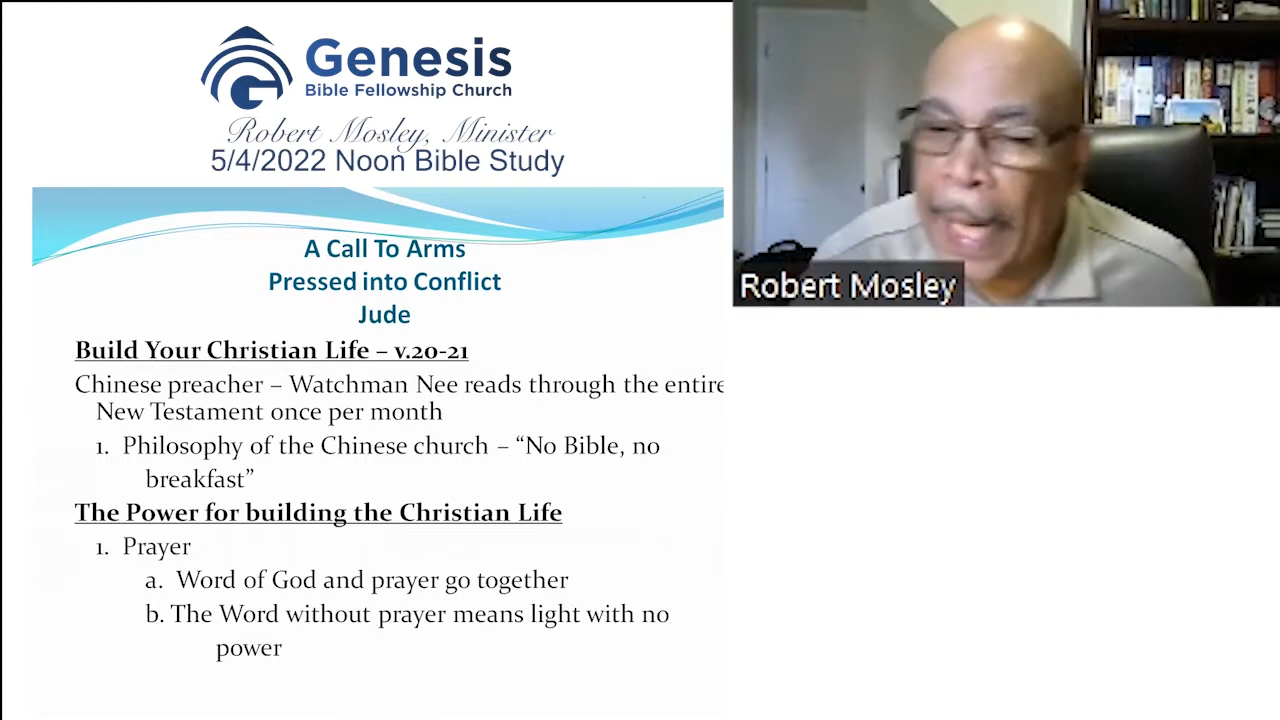 Genesis
Bible Fellowship Church
Robert Mosley, Minister
5/4/2022 Noon Bible Study
A Call To Arms
Pressed into Conflict
Jude
Build Your Christian Life – v.20-21
Chinese preacher – Watchman Nee reads through the entire
New Testament once per month
1. Philosophy of the Chinese church – “No Bible, no
breakfast”
The Power for building the Christian Life
1. Prayer
a. Word of God and prayer go together
b. The Word without prayer means light with no
power
Robert Mosley